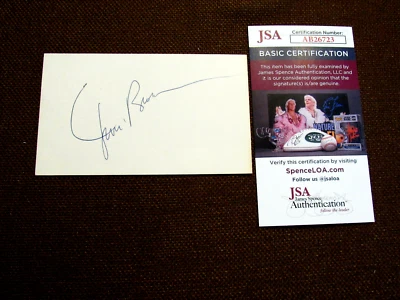 JSA
Certification Number:
AB26723
BASIC CERTIFICATION
This item has been fully examined by
James Spence Authentication, LLC and it
is our considered opinion that the
signature(s) is/are genuine.
Verify this certification by visiting
SpenceLOA.com
Follow us @jsaloa
JSA
James Spence
Authentication